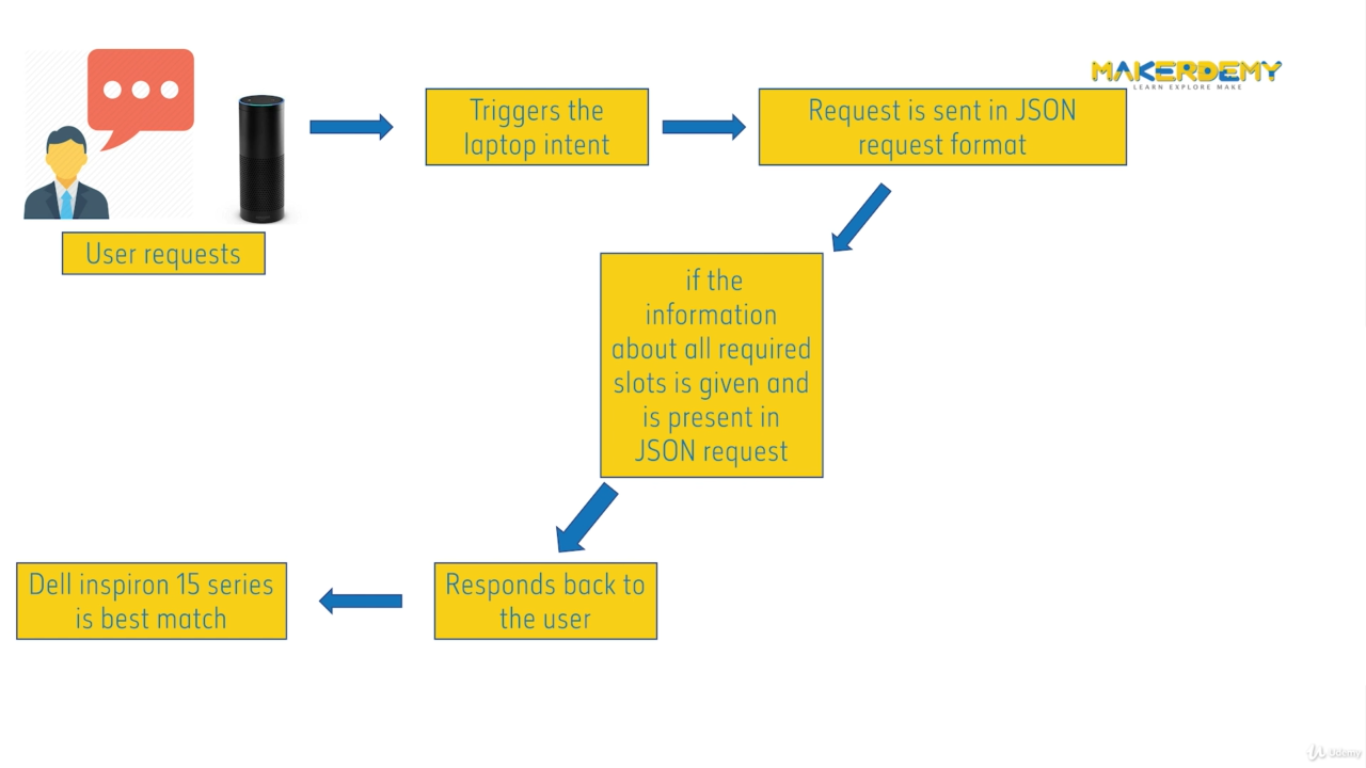 MAKERDEMY
LEARN EXPLORE MAKE
Triggers the
laptop intent
Request is sent in JSON
request format
User requests
if the
information
about all required
slots is given and
is present in
JSON request
Dell inspiron 15 series
is best match
Responds back to
the user
Udemy